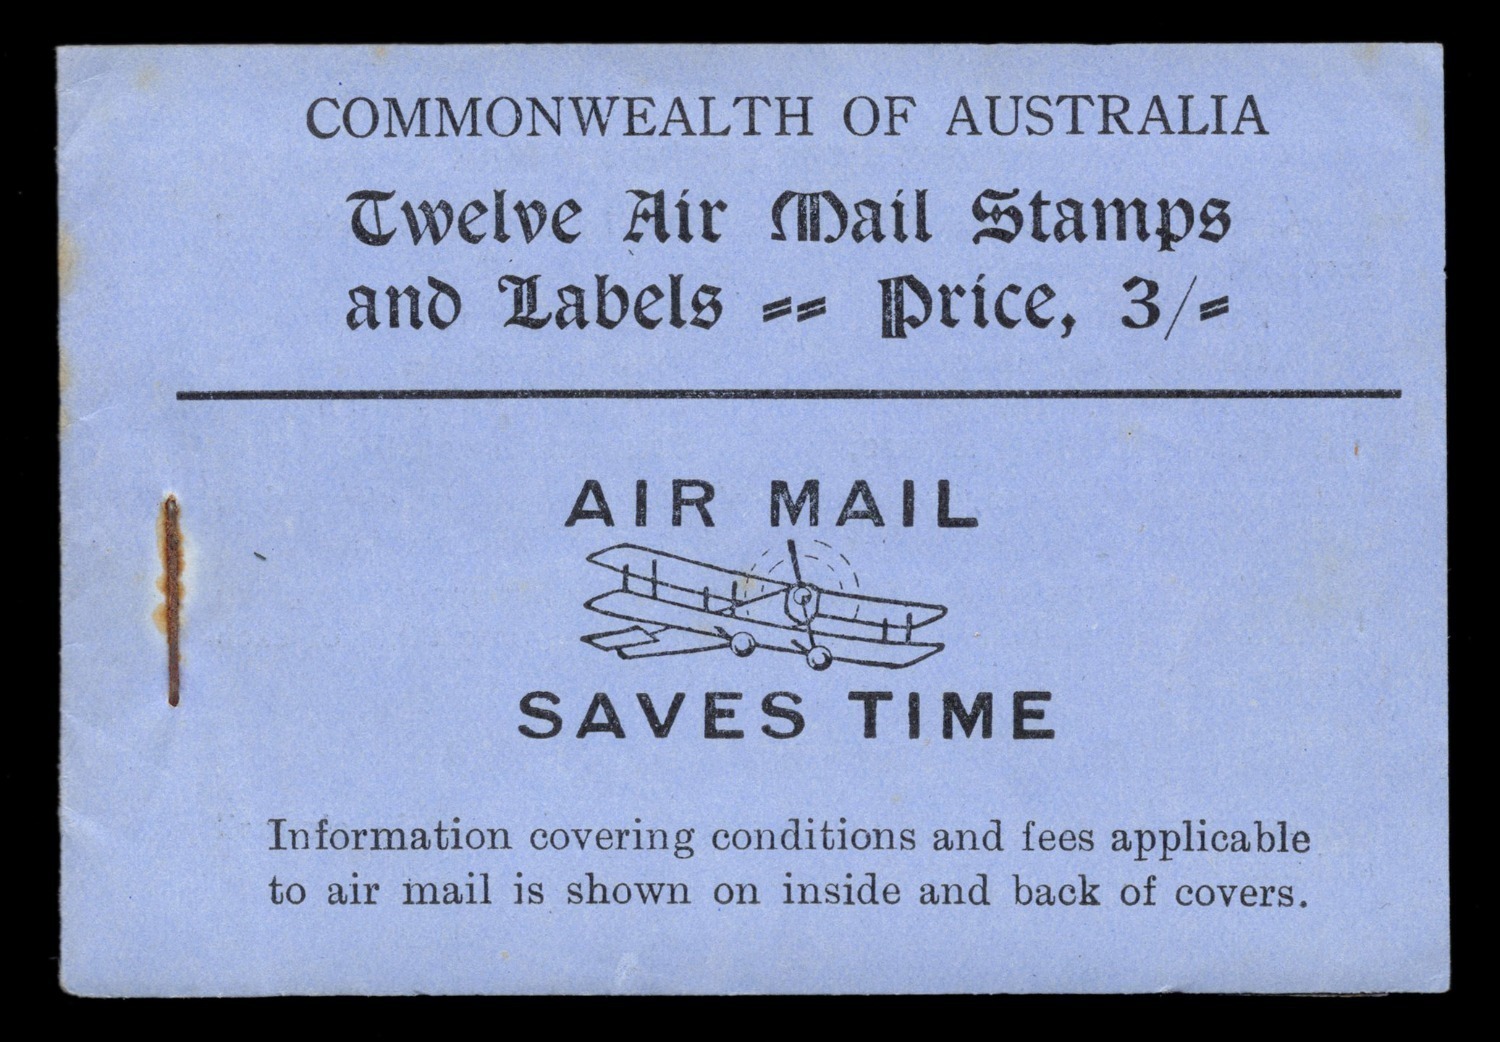 COMMONWEALTH OF AUSTRALIA
Twelve Air Mail Stamps
and Labels == Price, 3/=
AIR MAIL
SAVES TIME
Information covering conditions and fees applicable
to air mail is shown on inside and back of covers.